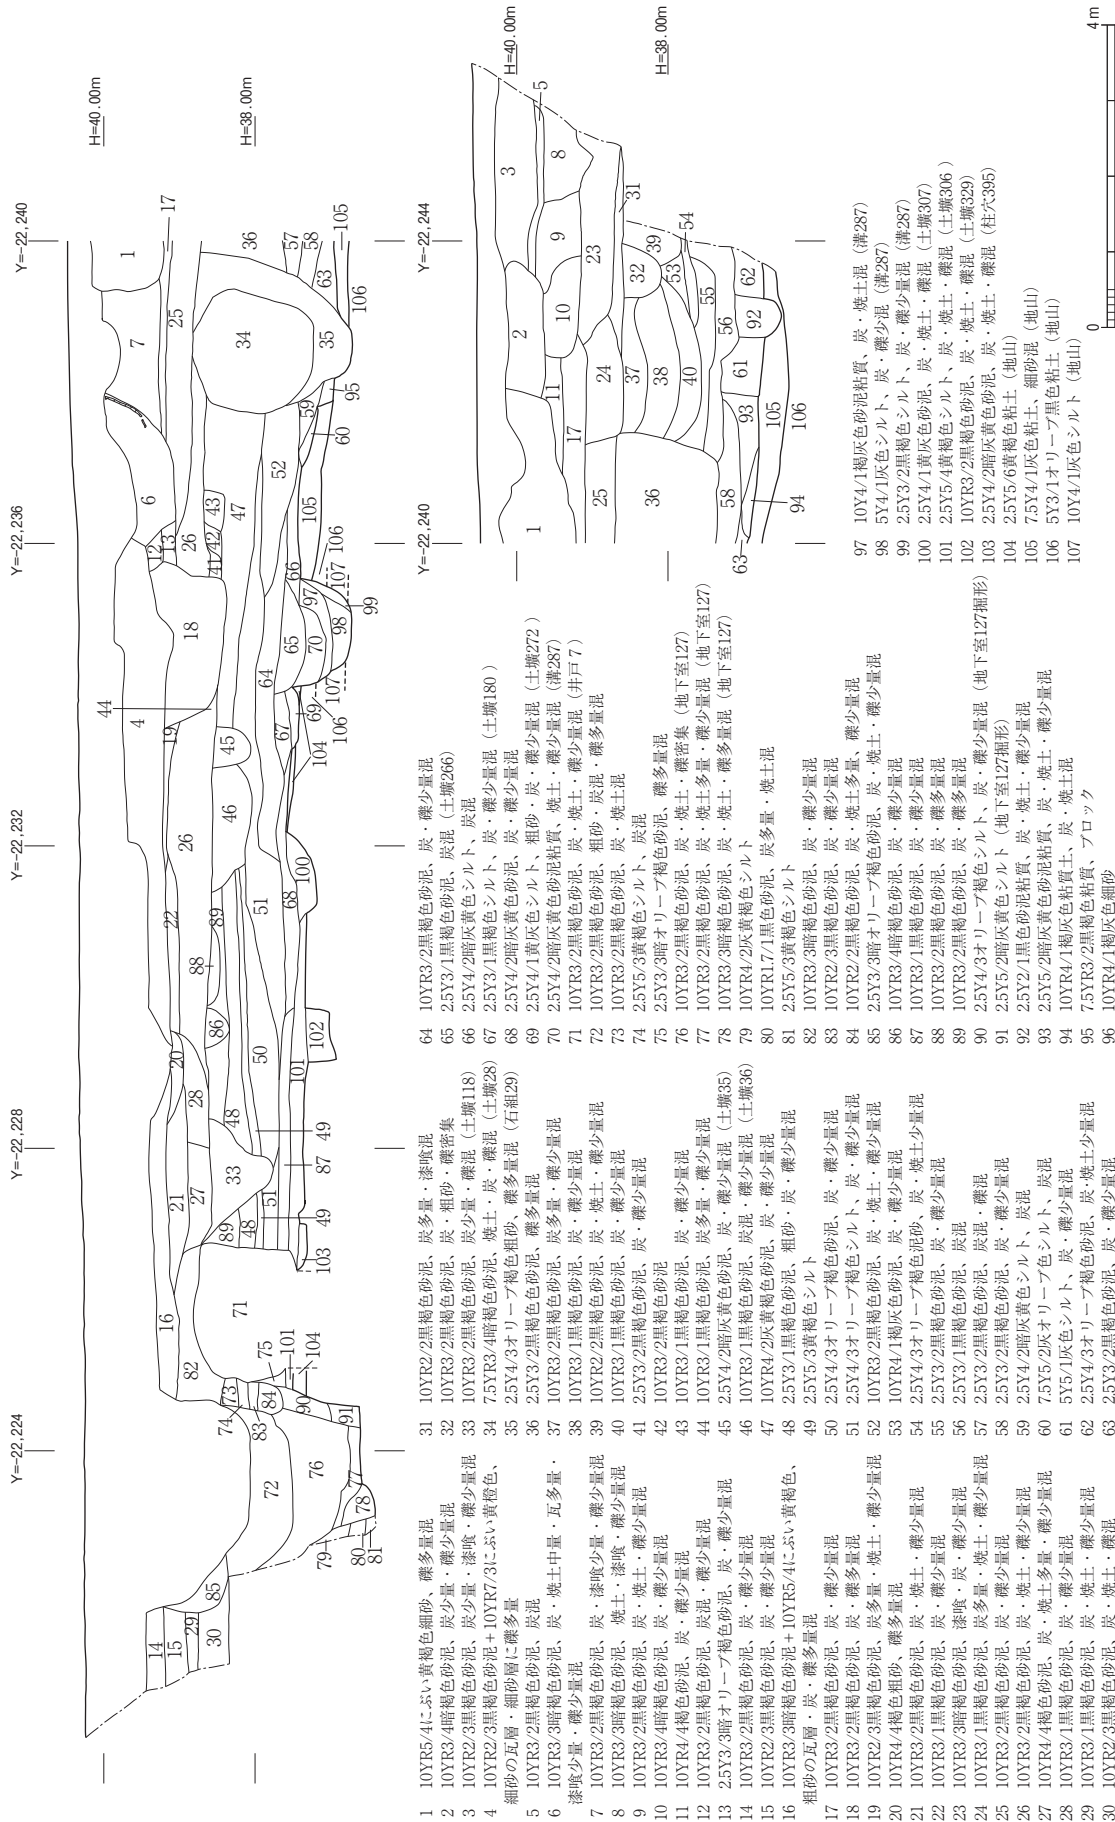 H=40.00m
H=38.00m
Y=-22,240
Y=-22,236
Y=-22,232
Y=-22,228
Y=-22,224
H=40.00m
H=38.00m
Y=-22,244
Y=-22,240
0
4 m
1 10YR5/4にぶい黄褐色細砂、礫多量混
2 10YR3/4暗褐色砂泥、炭少量・礫少量混
3 10YR2/3黒褐色砂泥、炭少量・漆喰・礫少量混
4 10YR2/3黒褐色砂泥+10YR7/3にぶい黄橙色、
細砂の瓦層・細砂層に礫多量
5 10YR3/2黒褐色砂泥、炭混
6 10YR3/3暗褐色砂泥、炭・焼土中量・瓦多量・
漆喰少量・礫少量混
7 10YR3/2黒褐色砂泥、炭・漆喰少量・礫少量混
8 10YR3/3暗褐色砂泥、焼土・漆喰・礫少量混
9 10YR3/2黒褐色砂泥、炭・焼土・礫少量混
10 10YR3/4暗褐色砂泥、炭・礫少量混
11 10YR4/4褐色砂泥、炭・礫少量混
12 10YR3/2黒褐色砂泥、炭混・礫少量混
13 2.5Y3/3暗オリーブ褐色砂泥、炭・礫少量混
14 10YR3/2黒褐色砂泥、炭・礫少量混
15 10YR2/3黒褐色砂泥、炭・礫少量混
16 10YR3/3暗褐色砂泥+10YR5/4にぶい黄褐色、
粗砂の瓦層・炭・礫多量混
17 10YR3/2黒褐色砂泥、炭・礫少量混
18 10YR3/2黒褐色砂泥、炭・礫多量混
19 10YR2/3黒褐色砂泥、炭多量・焼土・礫少量混
20 10YR4/4褐色粗砂、礫多量混
21 10YR3/2黒褐色砂泥、炭・焼土・礫少量混
22 10YR3/1黒褐色砂泥、炭・礫少量混
23 10YR3/3暗褐色砂泥、漆喰・炭・礫少量混
24 10YR3/1黒褐色砂泥、炭多量・焼土・礫少量混
25 10YR3/2黒褐色砂泥、炭・礫少量混
26 10YR3/2黒褐色砂泥、炭・焼土・礫少量混
27 10YR4/4褐色砂泥、炭・焼土多量・礫少量混
28 10YR3/1黒褐色砂泥、炭・礫少量混
29 10YR3/1黒褐色砂泥、炭・焼土・礫少量混
30 10YR2/3黒褐色砂泥、炭・焼土・礫混
31 10YR2/2黒褐色砂泥、炭多量・漆喰混
32 10YR3/2黒褐色砂泥、炭・粗砂・礫密集
33 10YR3/2黒褐色砂泥、炭少量・礫混（土壙118）
34 7.5YR3/4暗褐色砂泥、焼土・炭・礫混（土壙28）
35 2.5Y4/3オリーブ褐色粗砂、礫多量混（石組29）
36 2.5Y3/2黒褐色色砂泥、礫多量混
37 10YR3/2黒褐色砂泥、炭多量・礫少量混
38 10YR3/1黒褐色砂泥、炭・礫少量混
39 10YR2/2黒褐色砂泥、炭・焼土・礫少量混
40 10YR3/1黒褐色砂泥、炭・礫少量混
41 2.5Y3/2黒褐色砂泥、炭・礫少量混
42 10YR3/2黒褐色砂泥
43 10YR3/1黒褐色砂泥、炭・礫少量混
44 10YR3/1黒褐色砂泥、炭多量・礫少量混
45 2.5Y4/2暗灰黄色砂泥、炭・礫少量混（土壙35）
46 10YR3/1黒褐色砂泥、炭混・礫少量混（土壙36）
47 10YR4/2灰黄褐色砂泥、炭・礫少量混
48 2.5Y3/1黒褐色砂泥、粗砂・炭・礫少量混
49 2.5Y5/3黄褐色シルト
50 2.5Y4/3オリーブ褐色砂泥、炭・礫少量混
51 2.5Y4/3オリーブ褐色シルト、炭・礫少量混
52 10YR3/2黒褐色砂泥、炭・焼土・礫少量混
53 10YR4/1褐灰色砂泥、炭・礫少量混
54 2.5Y4/3オリーブ褐色泥砂、炭・焼土少量混
55 2.5Y3/2黒褐色砂泥、炭・礫少量混
56 2.5Y3/1黒褐色砂泥、炭混
57 2.5Y3/2黒褐色砂泥、炭混・礫混
58 2.5Y3/2黒褐色砂泥、炭・礫少量混
59 2.5Y4/2暗灰黄色シルト、炭混
60 7.5Y5/2灰オリーブ色シルト、炭混
61 5Y5/1灰色シルト、炭・礫少量混
62 2.5Y4/3黒褐色砂泥、炭・焼土少量混
63 2.5Y3/2黒褐色砂泥、炭・礫少量混
64 10YR3/2黒褐色砂泥、炭・礫少量混
65 2.5Y3/1黒褐色砂泥、炭混（土壙266）
66 2.5Y4/2暗灰黄色シルト、炭混
67 2.5Y3/1黒褐色シルト、炭・礫少量混（土壙180 ）
68 2.5Y4/2暗灰黄色砂泥、炭・礫少量混
69 2.5Y4/1黄灰色シルト、粗砂・炭・礫少量混（土壙272 ）
70 2.5Y4/2暗灰黄色砂泥粘質、焼土・礫少量混（溝287）
71 10YR3/2黒褐色砂泥、炭・焼土・礫少量混（井戸 7 ）
72 10YR3/2黒褐色砂泥、粗砂・炭混・礫多量混
73 10YR3/2黒褐色砂泥、炭・焼土混
74 2.5Y5/3黄褐色シルト、炭混
75 2.5Y3/3暗オリーブ褐色砂泥、礫多量混
76 10YR3/2黒褐色砂泥、炭・焼土・礫密集（地下室127）
77 10YR3/2黒褐色砂泥、炭・焼土多量・礫少量混（地下室127）
78 10YR3/3暗褐色砂泥、炭・焼土・礫多量混（地下室127）
79 10YR4/2灰黄褐色シルト
80 10YR1.7/1黒色砂泥、炭多量・焼土混
81 2.5Y5/3黄褐色シルト
82 10YR3/3暗褐色砂泥、炭・礫少量混
83 10YR2/3黒褐色砂泥、炭・礫少量混
84 10YR2/2黒褐色砂泥、炭・焼土多量、礫少量混
85 2.5Y3/3暗オリーブ褐色砂泥、炭・焼土・礫少量混
86 10YR3/4暗褐色砂泥、炭・礫少量混
87 10YR3/1黒褐色砂泥、炭・礫少量混
88 10YR3/2黒褐色砂泥、炭・礫多量混
89 10YR3/2黒褐色砂泥、炭・礫多量混
90 2.5Y4/3オリーブ褐色シルト、炭・礫少量混（地下室127掘形）
91 2.5Y5/2暗灰黄色シルト（地下室127掘形）
92 2.5Y2/1黒色砂泥粘質、炭・焼土・礫少量混
93 2.5Y5/2暗灰黄色砂泥粘質、炭・焼土・礫少量混
94 10YR4/1褐灰色粘質土、炭・焼土混
95 7.5YR3/2黒褐色粘質、ブロック
96 10YR4/1褐灰色細砂
97 10Y4/1褐灰色砂泥粘質、炭・焼土混（溝287）
98 5Y4/1灰色シルト、炭・礫少混（溝287）
99 2.5Y3/2黒褐色シルト、炭・礫少量混（溝287）
100 2.5Y4/1黄灰色砂泥、炭・焼土・礫混（土壙307）
101 2.5Y5/4黄褐色シルト、炭・焼土・礫混（土壙306 ）
102 10YR3/2黒褐色砂泥、炭・焼土・礫混（土壙329）
103 2.5Y4/2暗灰黄色砂泥、炭・焼土・礫混（柱穴395）
104 2.5Y5/6黄褐色粘土（地山）
105 7.5Y4/1灰色粘土、細砂混（地山）
106 5Y3/1オリーブ黒色粘土（地山）
107 10Y4/1灰色シルト（地山）